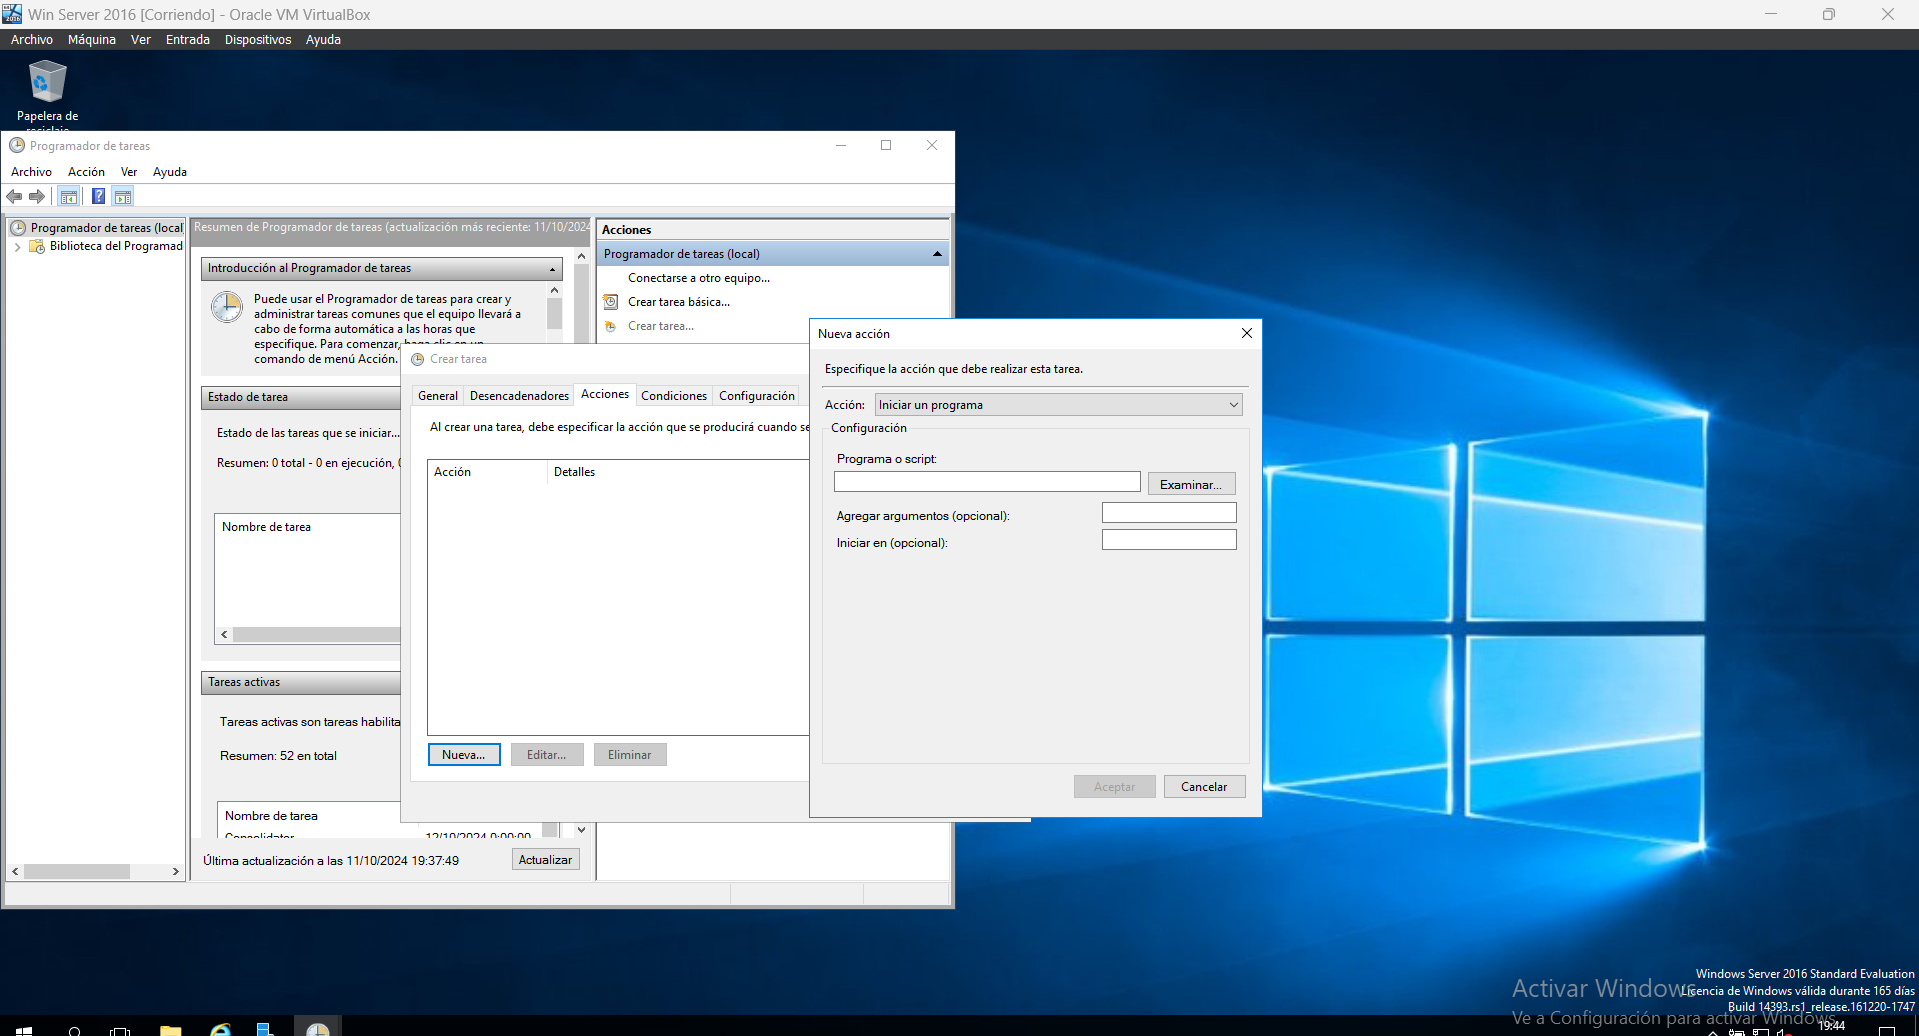 Win Server 2016 [Corriendo] - Oracle VM VirtualBox
Archivo Máquina Ver Entrada Dispositivos Ayuda
Papelera de
reciclaje
Programador de tareas
Archivo Acción Ver Ayuda
Programador de tareas (local
Biblioteca del Programad
Resumen de Programador de tareas (actualización más reciente: 11/10/2024
Introducción al Programador de tareas
Puede usar el Programador de tareas para crear y
administrar tareas comunes que el equipo llevará a
cabo de forma automática a las horas que
especifique. Para comenzar, haga clic en un
comando de menú Acción.
Estado de tarea
Estado de las tareas que se iniciar...
Resumen: 0 total - 0 en ejecución, 0
Nombre de tarea
Tareas activas
Tareas activas son tareas habilita
Resumen: 52 en total
Nombre de tarea
Consolidator 12/10/2024 0:00:00
Última actualización a las 11/10/2024 19:37:49
Actualizar
Acciones
Programador de tareas (local)
Conectarse a otro equipo...
Crear tarea básica...
Crear tarea...
Crear tarea
General Desencadenadores Acciones Condiciones Configuración
Al crear una tarea, debe especificar la acción que se producirá cuando se
Acción Detalles
Nueva... Editar... Eliminar
Nueva acción
Especifique la acción que debe realizar esta tarea.
Acción: Iniciar un programa
Configuración
Programa o script:
Examinar...
Agregar argumentos (opcional):
Iniciar en (opcional):
Aceptar Cancelar
Activar Windows
Ve a Configuración para activar Windows.
Windows Server 2016 Standard Evaluation
Licencia de Windows válida durante 165 días
Build 14393.rs1_release.161220-1747
19:44